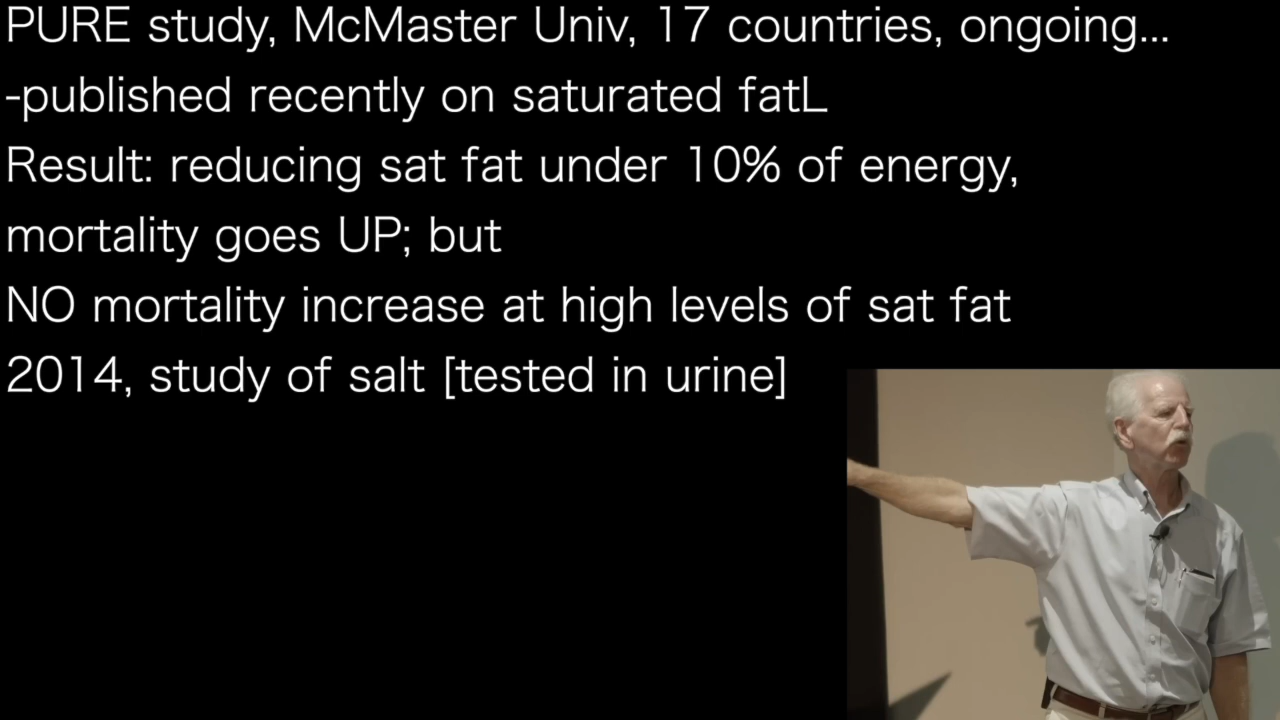 PURE study, McMaster Univ, 17 countries, ongoing...
-published recently on saturated fatL
Result: reducing sat fat under 10% of energy,
mortality goes UP; but
NO mortality increase at high levels of sat fat
2014, study of salt [tested in urine]